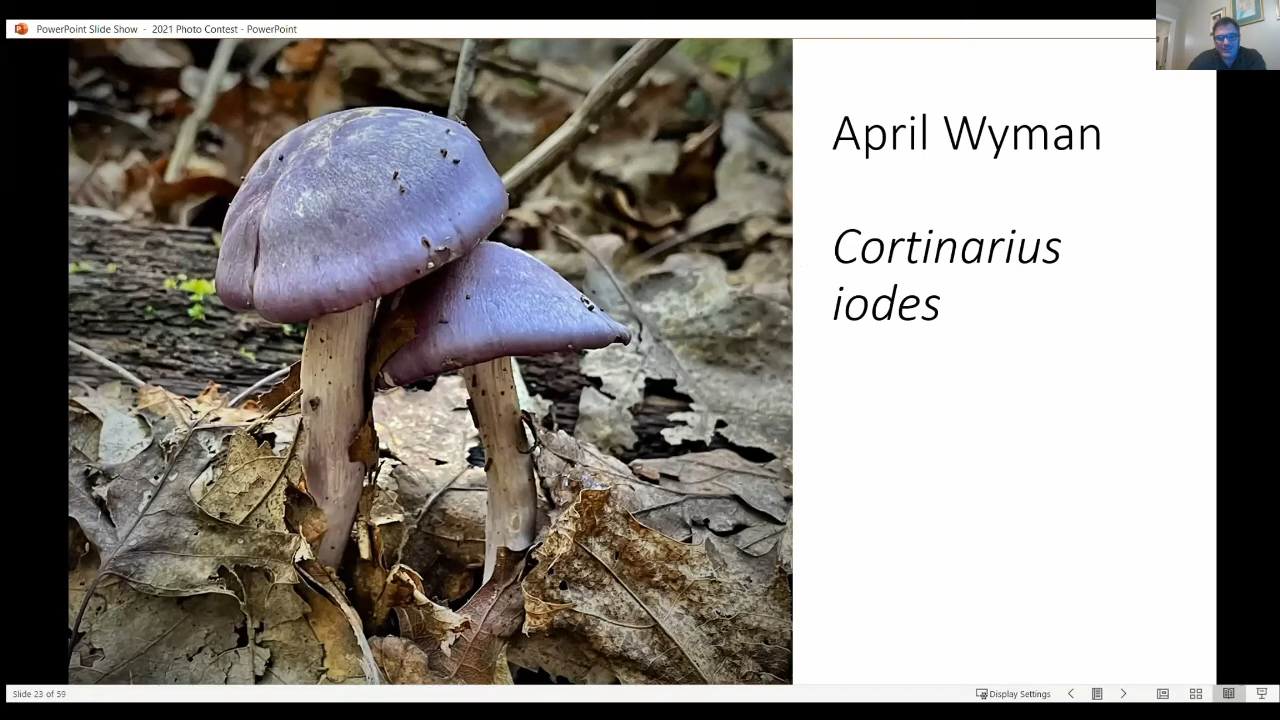 PowerPoint Slide Show - 2021 Photo Contest - PowerPoint
April Wyman
Cortinarius
iodes
Slide 23 of 59
Display Settings